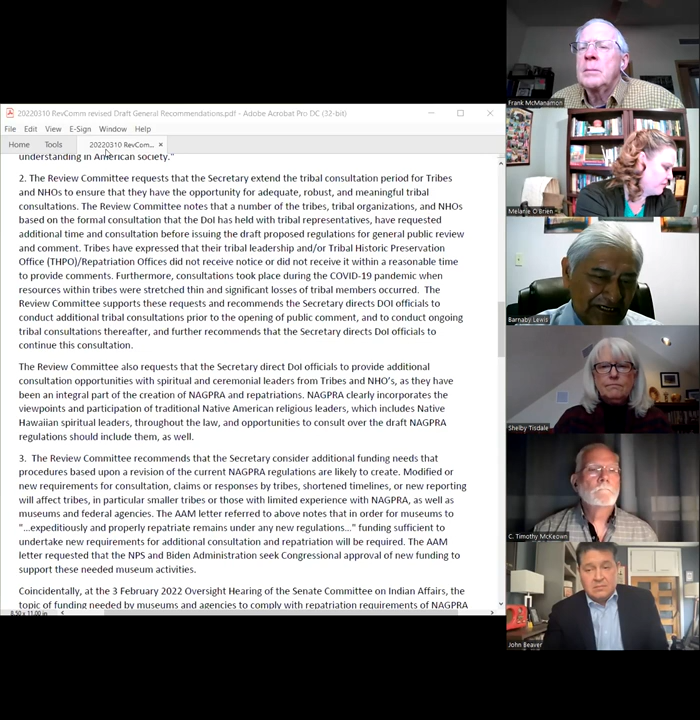 20220310 RevComm revised Draft General Recommendations.pdf - Adobe Acrobat Pro DC (32-bit)
File Edit View E-Sign Window Help
Home Tools 20220310 RevCom... ×
understanding in American society."
2. The Review Committee requests that the Secretary extend the tribal consultation period for Tribes
and NHOs to ensure that they have the opportunity for adequate, robust, and meaningful tribal
consultations. The Review Committee notes that a number of the tribes, tribal organizations, and NHOs
based on the formal consultation that the DoI has held with tribal representatives, have requested
additional time and consultation before issuing the draft proposed regulations for general public review
and comment. Tribes have expressed that their tribal leadership and/or Tribal Historic Preservation
Office (THPO)/Repatriation Offices did not receive notice or did not receive it within a reasonable time
to provide comments. Furthermore, consultations took place during the COVID-19 pandemic when
resources within tribes were stretched thin and significant losses of tribal members occurred. The
Review Committee supports these requests and recommends the Secretary directs DOI officials to
conduct additional tribal consultations prior to the opening of public comment, and to conduct ongoing
tribal consultations thereafter, and further recommends that the Secretary directs DoI officials to
continue this consultation.
The Review Committee also requests that the Secretary direct DoI officials to provide additional
consultation opportunities with spiritual and ceremonial leaders from Tribes and NHO's, as they have
been an integral part of the creation of NAGPRA and repatriations. NAGPRA clearly incorporates the
viewpoints and participation of traditional Native American religious leaders, which includes Native
Hawaiian spiritual leaders, throughout the law, and opportunities to consult over the draft NAGPRA
regulations should include them, as well.
3. The Review Committee recommends that the Secretary consider additional funding needs that
procedures based upon a revision of the current NAGPRA regulations are likely to create. Modified or
new requirements for consultation, claims or responses by tribes, shortened timelines, or new reporting
will affect tribes, in particular smaller tribes or those with limited experience with NAGPRA, as well as
museums and federal agencies. The AAM letter referred to above notes that in order for museums to
"...expeditiously and properly repatriate remains under any new regulations..." funding sufficient to
undertake new requirements for additional consultation and repatriation will be required. The AAM
letter requested that the NPS and Biden Administration seek Congressional approval of new funding to
support these needed museum activities.
Coincidentally, at the 3 February 2022 Oversight Hearing of the Senate Committee on Indian Affairs, the
topic of funding needed by museums and agencies to comply with repatriation requirements of NAGPRA
8.50 x 11.00 in
Frank McManamon
Melanie O'Brien
Barnaby Lewis
Shelby Tisdale
C. Timothy McKeown
John Beaver